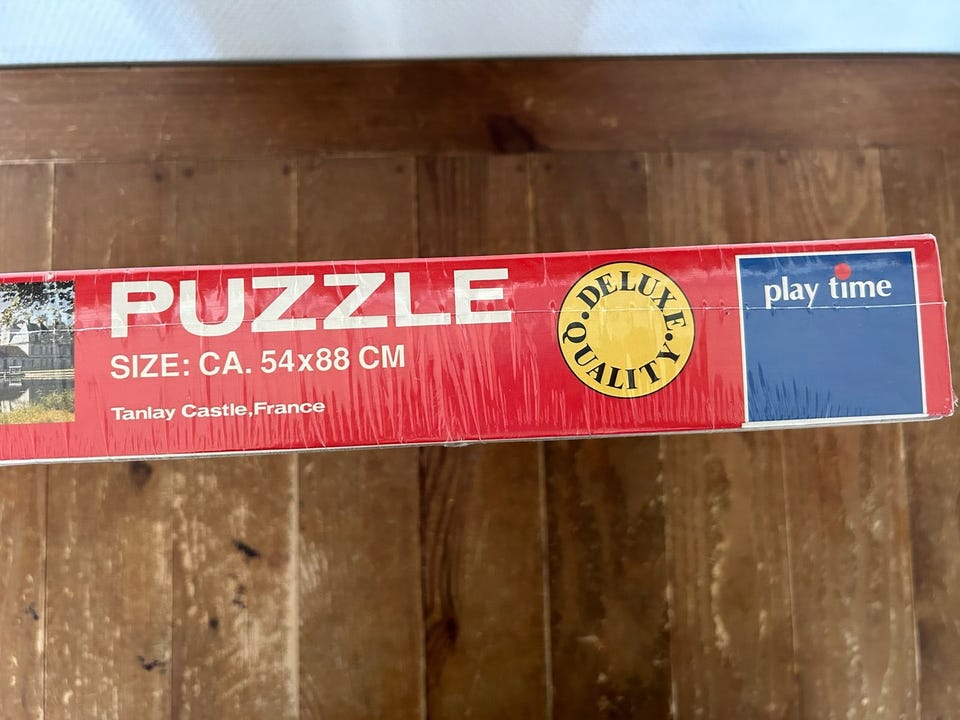 PUZZLE
SIZE: CA. 54x88 CM
Tanlay Castle,France
DELUXE
QUALITY
play time